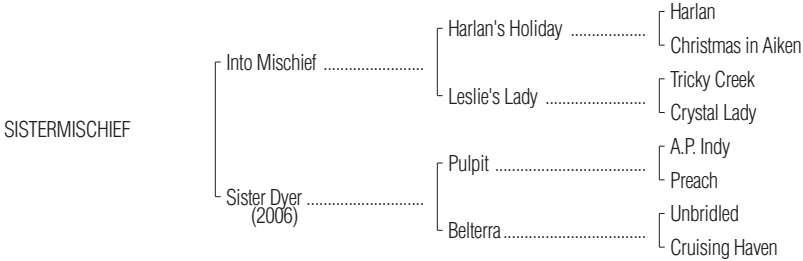 Harlan
Harlan's Holiday ....................
Christmas in Aiken
Into Mischief ..........................
Tricky Creek
Leslie's Lady ..........................
Crystal Lady
SISTERMISCHIEF
A.P. Indy
Pulpit .......................................
Preach
Sister Dyer ..............................
(2006)
Unbridled
Belterra .....................................
Cruising Haven